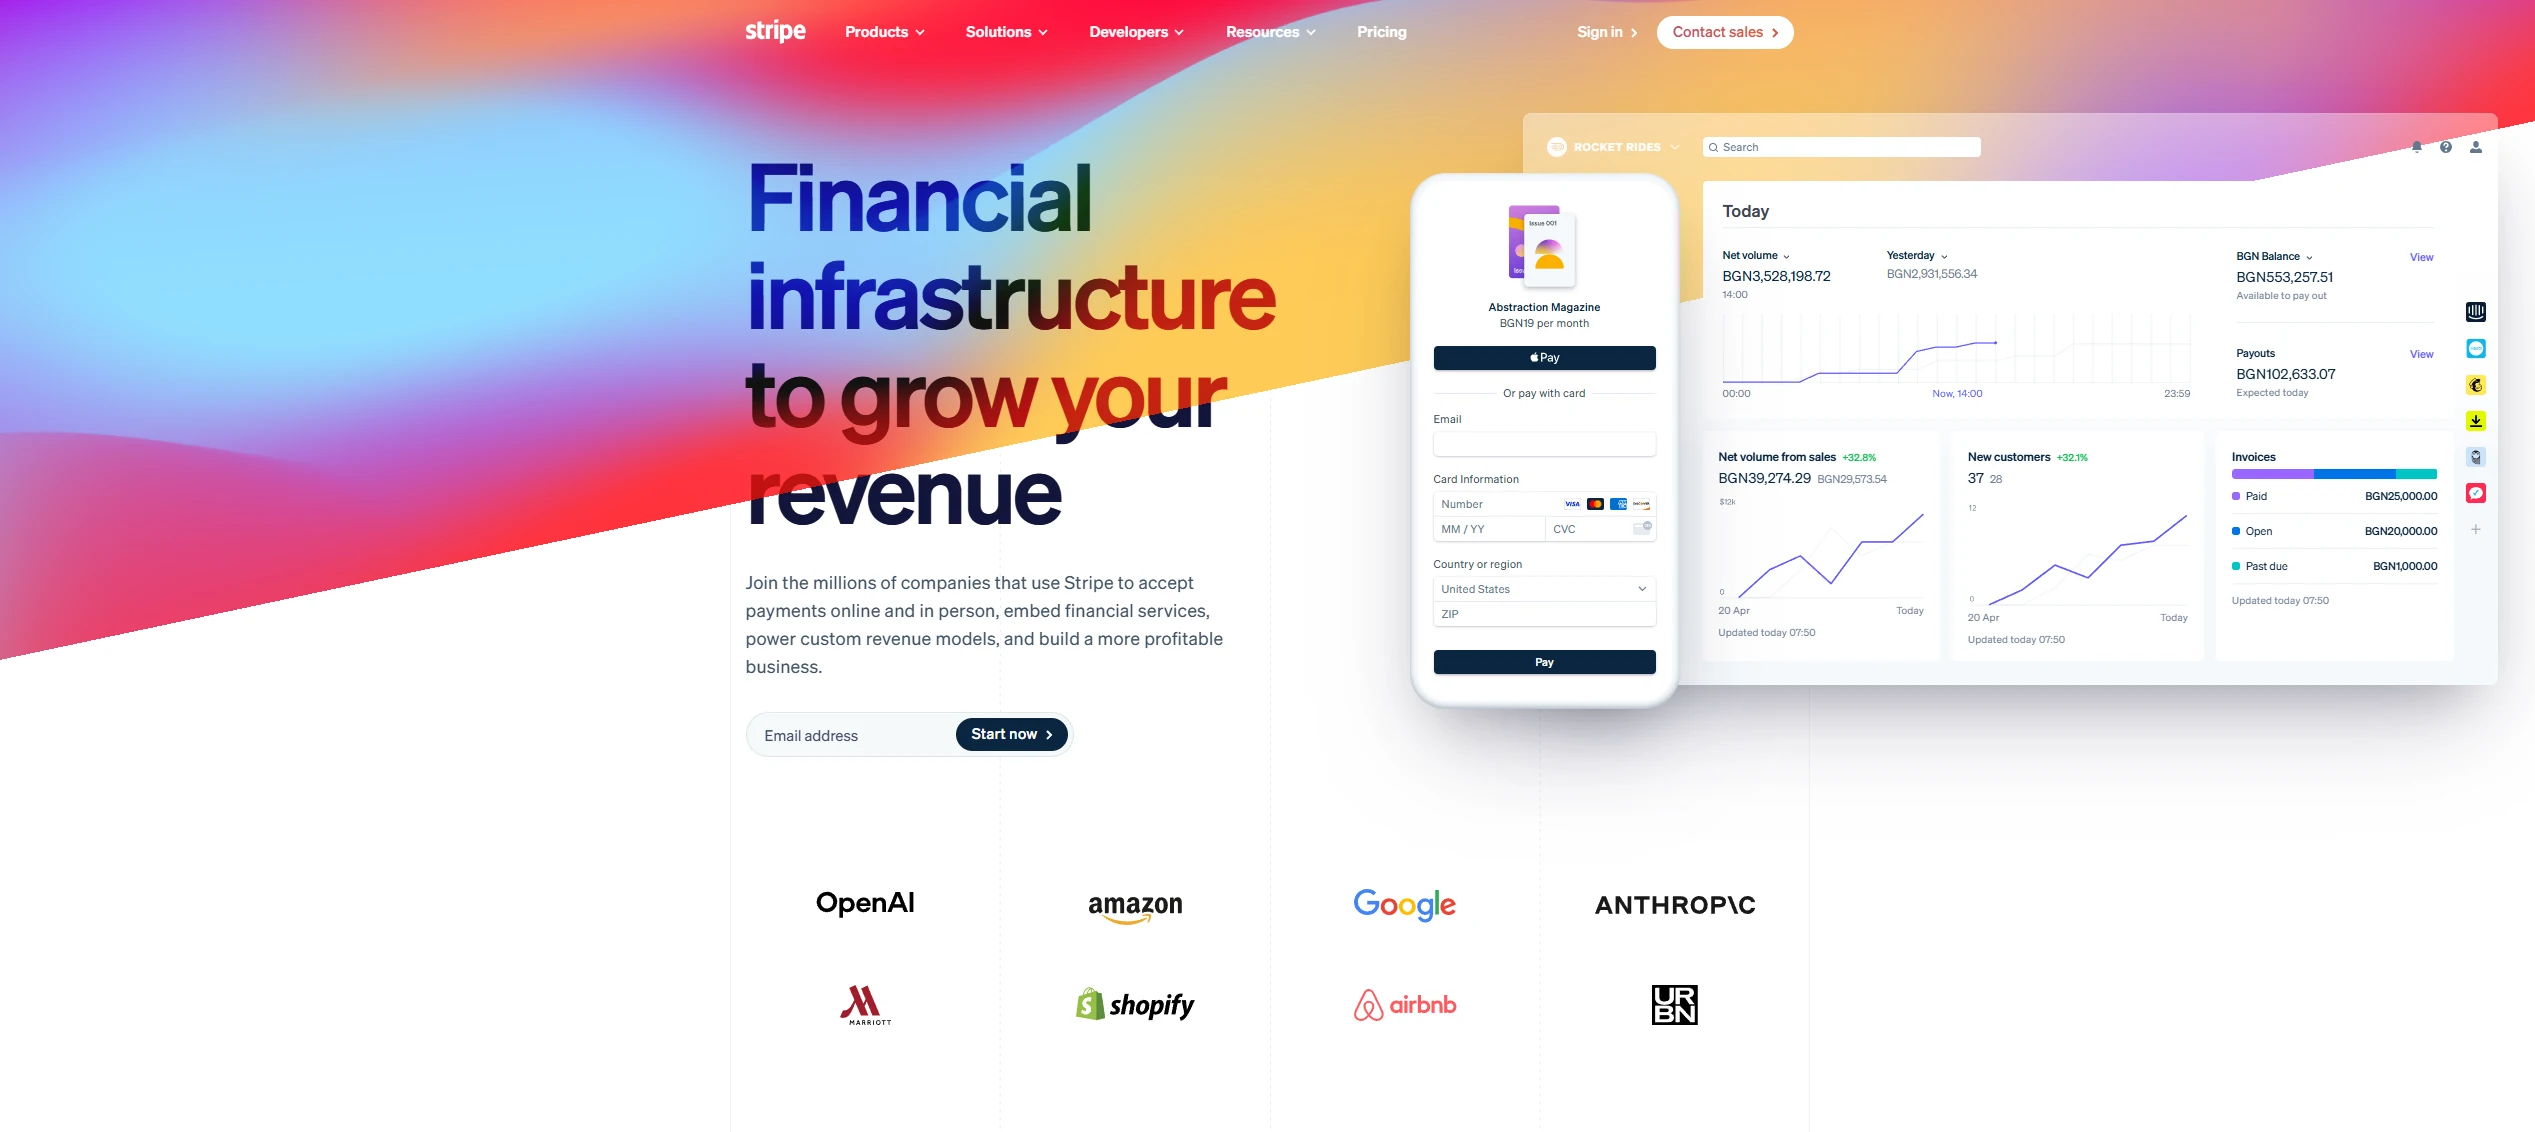 stripe
Products
Solutions
Developers
Resources
Pricing
Sign in
Contact sales
Financial
infrastructure
to grow your
revenue
Join the millions of companies that use Stripe to accept
payments online and in person, embed financial services,
power custom revenue models, and build a more profitable
business.
Email address
Start now
Issue 001
Abstraction Magazine
BGN19 per month
Pay
Or pay with card
Email
Card Information
Number
VISA
MM / YY
CVC
Country or region
United States
ZIP
Pay
ROCKET RIDES
Search
Today
Net volume
BGN3,528,198.72
14:00
Yesterday
BGN2,931,556.34
00:00
Now, 14:00
23:59
BGN Balance
View
BGN553,257.51
Available to pay out
Payouts
View
BGN102,633.07
Expected today
Net volume from sales +32.8%
BGN39,274.29 BGN29,573.54
$12k
0
20 Apr
Today
Updated today 07:50
New customers +32.1%
37 28
12
0
20 Apr
Today
Updated today 07:50
Invoices
Paid BGN25,000.00
Open BGN20,000.00
Past due BGN1,000.00
Updated today 07:50
OpenAI
amazon
Google
ANTHROP\C
MARRIOTT
shopify
airbnb
URBN